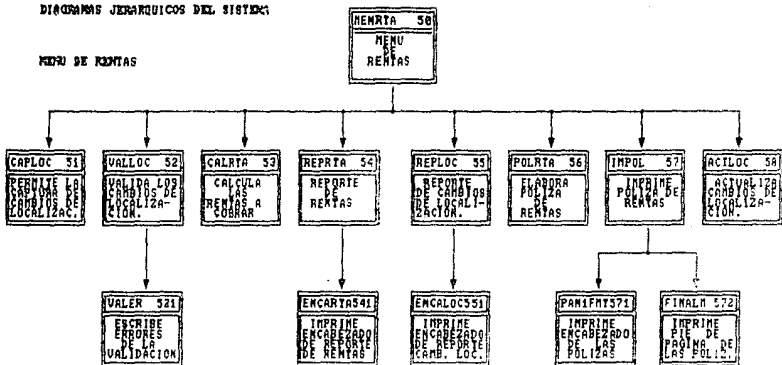 DIAGRAMAS JERARQUICOS DEL SISTEMA
MENU DE RENTAS
MENRTA 50
MENU
DE
RENTAS
CAPLOC 51
PERMITE LA
CAPTURA DE
CAMBIOS DE
LOCALIZAC.
VALLOC 52
VALIDA LOS
CAMBIOS DE
LOCALIZA-
CION.
CALRTA 53
CALCULA
LAS
RENTAS A
COBRAR
REPRTA 54
REPORTE
DE
RENTAS
REPLOC 55
REPORTE
DE CAMBIOS
DE LOCALI-
ZACION.
POLRTA 56
ELABORA
POLIZA
DE
RENTAS
IMPOL 57
IMPRIME
POLIZA DE
RENTAS
ACTLOC 58
ACTUALIZA
CAMBIOS DE
LOCALIZA-
CION.
VALER 521
ESCRIBE
ERRORES
DE LA
VALIDACION
ENCARTA541
IMPRIME
ENCABEZADO
DE REPORTE
DE RENTAS
ENCALOC551
IMPRIME
ENCABEZADO
DE REPORTE
CAMB. LOC.
PAN1FMT571
IMPRIME
ENCABEZADO
DE LAS
POLIZAS
FINALM 572
IMPRIME
PIE DE
PAGINA DE
LAS POLIZ.